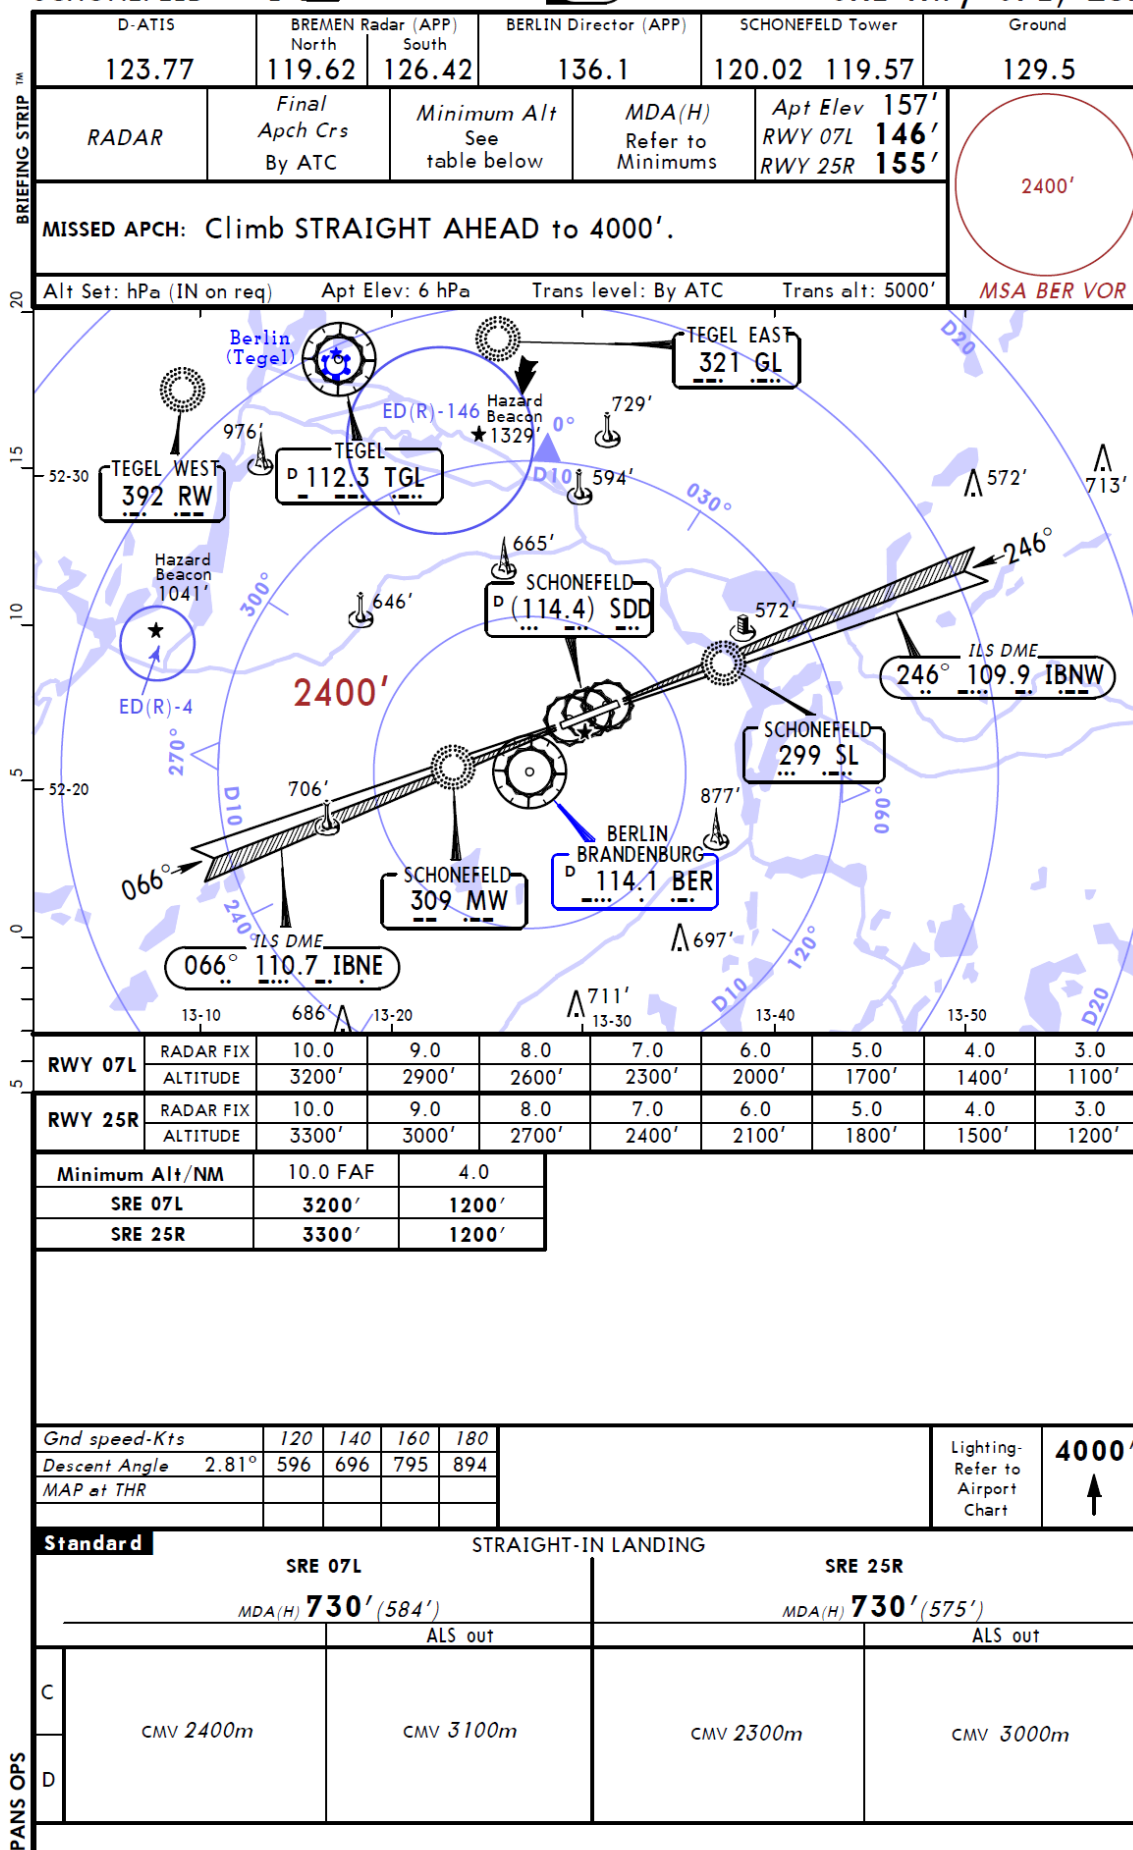 D-ATIS
123.77
BREMEN Radar (APP)
North South
119.62 126.42
BERLIN Director (APP)
136.1
SCHONEFELD Tower
120.02 119.57
Ground
129.5
BRIEFING STRIP TM
RADAR
Final
Apch Crs
By ATC
Minimum Alt
See
table below
MDA(H)
Refer to
Minimums
Apt Elev 157'
RWY 07L 146'
RWY 25R 155'
2400'
MSA BER VOR
MISSED APCH: Climb STRAIGHT AHEAD to 4000'.
Alt Set: hPa (IN on req) Apt Elev: 6 hPa Trans level: By ATC Trans alt: 5000'
20
15
10
5
0
5
Berlin
(Tegel)
TEGEL EAST
321 GL
D20
ED(R)-146
Hazard
Beacon
1329'
0°
729'
976'
TEGEL
D 112.3 TGL
D10
594'
572'
713'
52-30
TEGEL WEST
392 RW
030°
665'
246°
Hazard
Beacon
1041'
300°
646'
SCHONEFELD
D (114.4) SDD
572'
ILS DME
246° 109.9 IBNW
2400'
ED(R)-4
270°
SCHONEFELD
299 SL
52-20
706'
D10
877'
090°
066°
BERLIN
BRANDENBURG
D 114.1 BER
SCHONEFELD
309 MW
240°
ILS DME
066° 110.7 IBNE
697'
120°
D10
D20
686'
711'
13-10 13-20 13-30 13-40 13-50
RWY 07L
RADAR FIX 10.0 9.0 8.0 7.0 6.0 5.0 4.0 3.0
ALTITUDE 3200' 2900' 2600' 2300' 2000' 1700' 1400' 1100'
RWY 25R
RADAR FIX 10.0 9.0 8.0 7.0 6.0 5.0 4.0 3.0
ALTITUDE 3300' 3000' 2700' 2400' 2100' 1800' 1500' 1200'
Minimum Alt/NM 10.0 FAF 4.0
SRE 07L 3200' 1200'
SRE 25R 3300' 1200'
Gnd speed-Kts 120 140 160 180
Descent Angle 2.81° 596 696 795 894
MAP at THR
Lighting-
Refer to
Airport
Chart
4000'
Standard
STRAIGHT-IN LANDING
SRE 07L SRE 25R
MDA(H) 730'(584') MDA(H) 730'(575')
ALS out ALS out
C
D
CMV 2400m CMV 3100m CMV 2300m CMV 3000m
PANS OPS